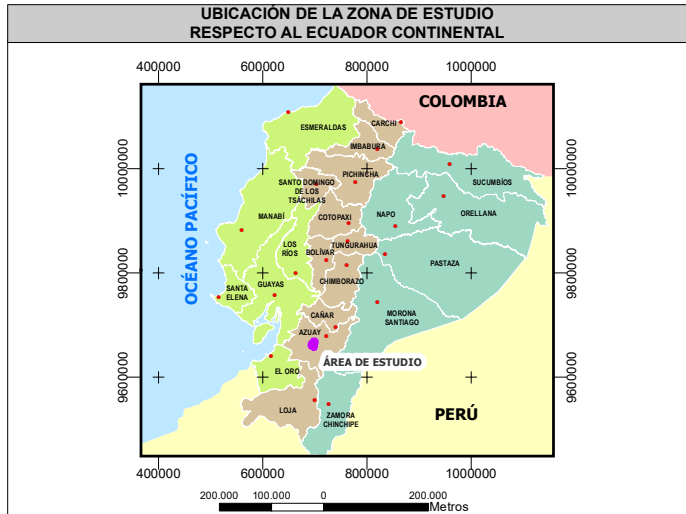 UBICACIÓN DE LA ZONA DE ESTUDIO
RESPECTO AL ECUADOR CONTINENTAL
400000 600000 800000 1000000
COLOMBIA
CARCHI
ESMERALDAS
IMBABURA
10000000
10000000
PICHINCHA
SANTO DOMINGO
DE LOS
TSÁCHILAS
SUCUMBÍOS
OCÉANO PACÍFICO
MANABÍ
COTOPAXI
NAPO
ORELLANA
LOS
RÍOS
TUNGURAHUA
BOLÍVAR
PASTAZA
9800000
9800000
SANTA
ELENA
GUAYAS
CHIMBORAZO
CAÑAR
MORONA
SANTIAGO
AZUAY
ÁREA DE ESTUDIO
EL ORO
9600000
9600000
LOJA
ZAMORA
CHINCHIPE
PERÚ
400000 600000 800000 1000000
200.000 100.000 0 200.000
Metros